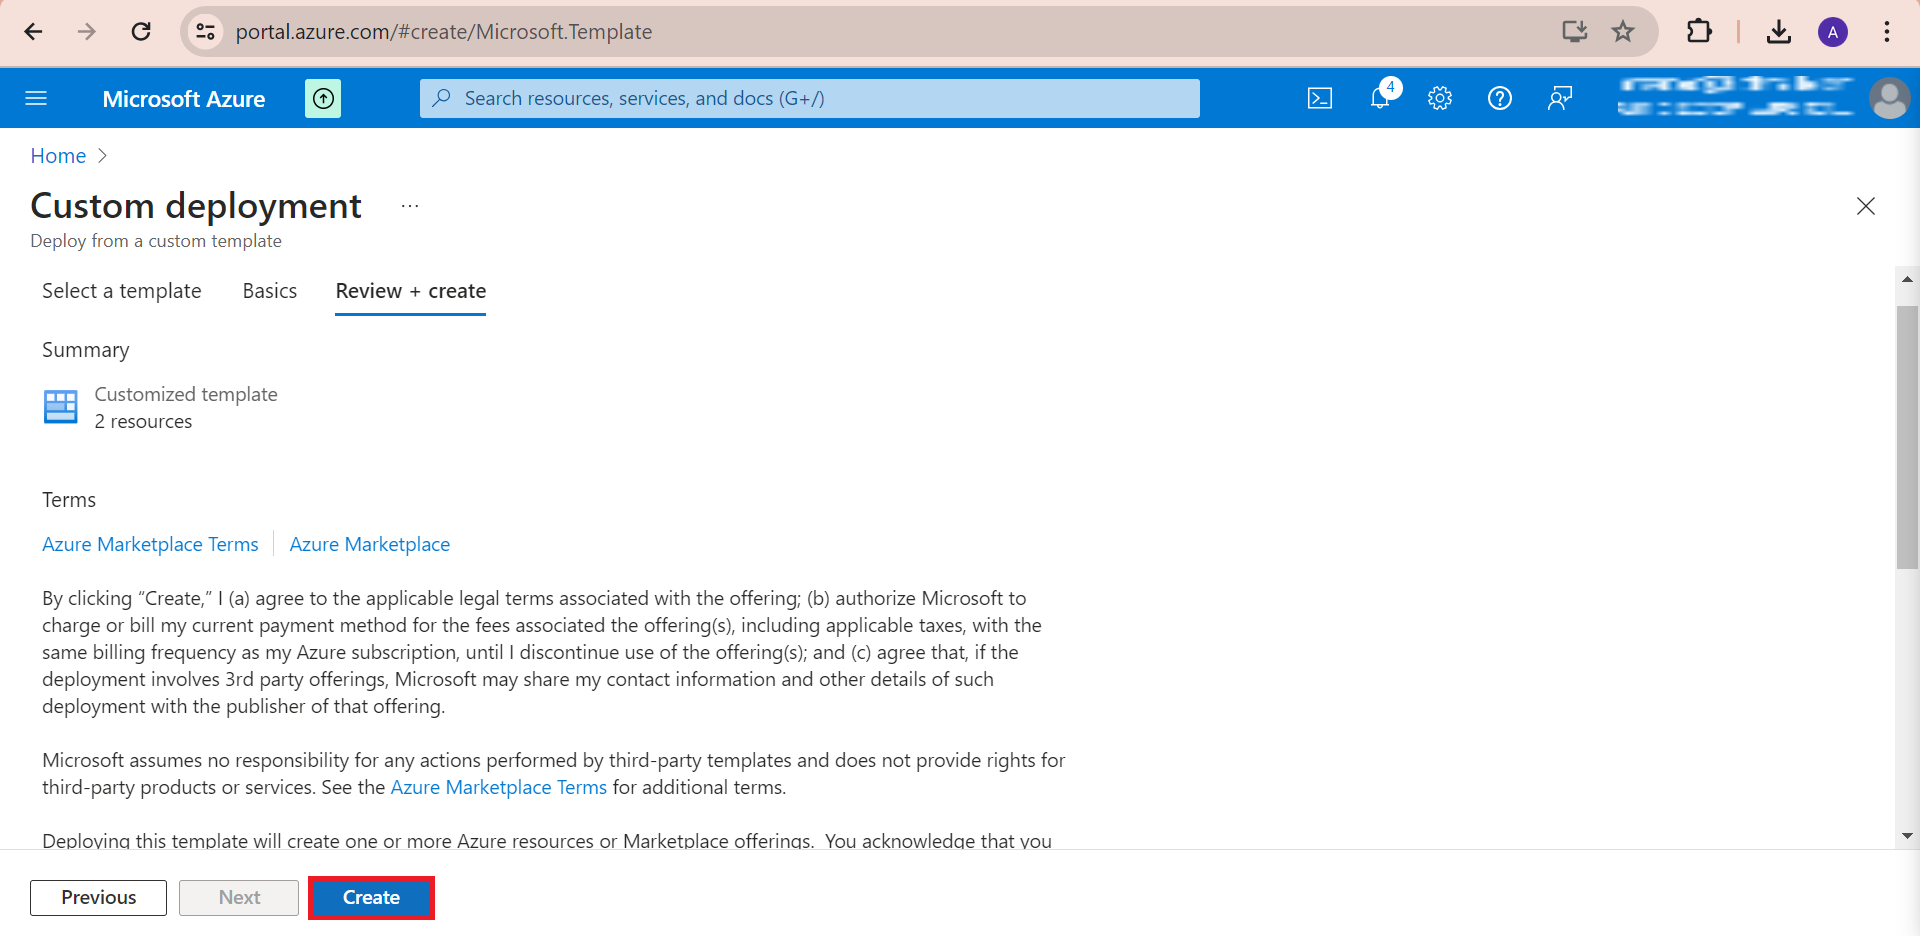 portal.azure.com/#create/Microsoft.Template
A
Microsoft Azure
Search resources, services, and docs (G+/)
4
Home
Custom deployment ...
Deploy from a custom template
Select a template Basics Review + create
Summary
Customized template
2 resources
Terms
Azure Marketplace Terms Azure Marketplace
By clicking “Create,” I (a) agree to the applicable legal terms associated with the offering; (b) authorize Microsoft to
charge or bill my current payment method for the fees associated the offering(s), including applicable taxes, with the
same billing frequency as my Azure subscription, until I discontinue use of the offering(s); and (c) agree that, if the
deployment involves 3rd party offerings, Microsoft may share my contact information and other details of such
deployment with the publisher of that offering.
Microsoft assumes no responsibility for any actions performed by third-party templates and does not provide rights for
third-party products or services. See the Azure Marketplace Terms for additional terms.
Deploying this template will create one or more Azure resources or Marketplace offerings. You acknowledge that you
Previous Next Create